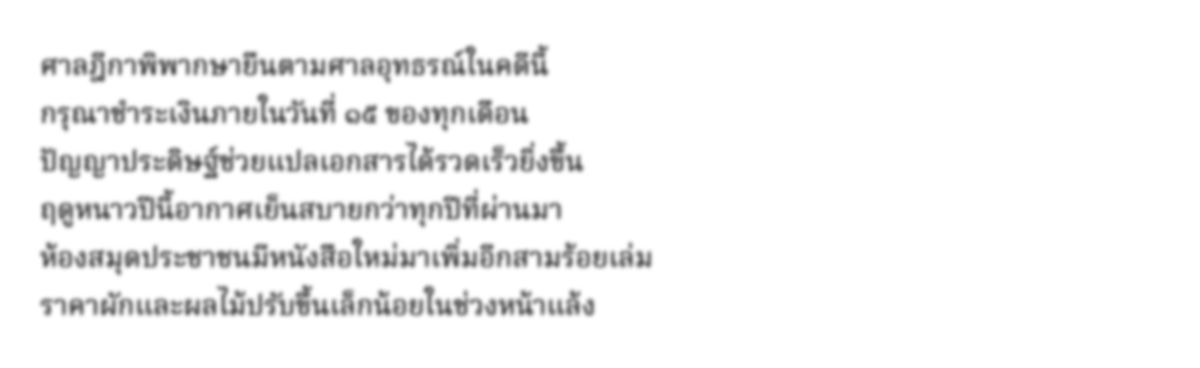 ศาลฎีกาพิพากษายืนตามศาลอุทธรณ์ในคดีนี้
กรุณาชำระเงินภายในวันที่ ๑๕ ของทุกเดือน
ปัญญาประดิษฐ์ช่วยแปลเอกสารได้รวดเร็วยิ่งขึ้น
ฤดูหนาวปีนี้อากาศเย็นสบายกว่าทุกปีที่ผ่านมา
ห้องสมุดประชาชนมีหนังสือใหม่มาเพิ่มอีกสามร้อยเล่ม
ราคาผักและผลไม้ปรับขึ้นเล็กน้อยในช่วงหน้าแล้ง